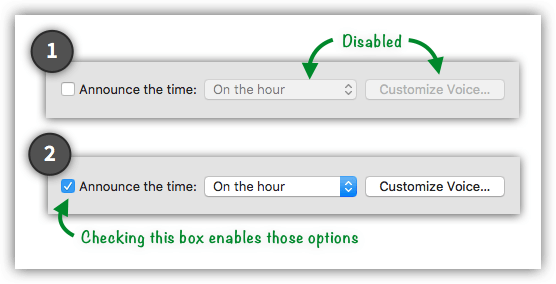 Disabled
1
Announce the time: On the hour Customize Voice...
2
Announce the time: On the hour Customize Voice...
Checking this box enables those options